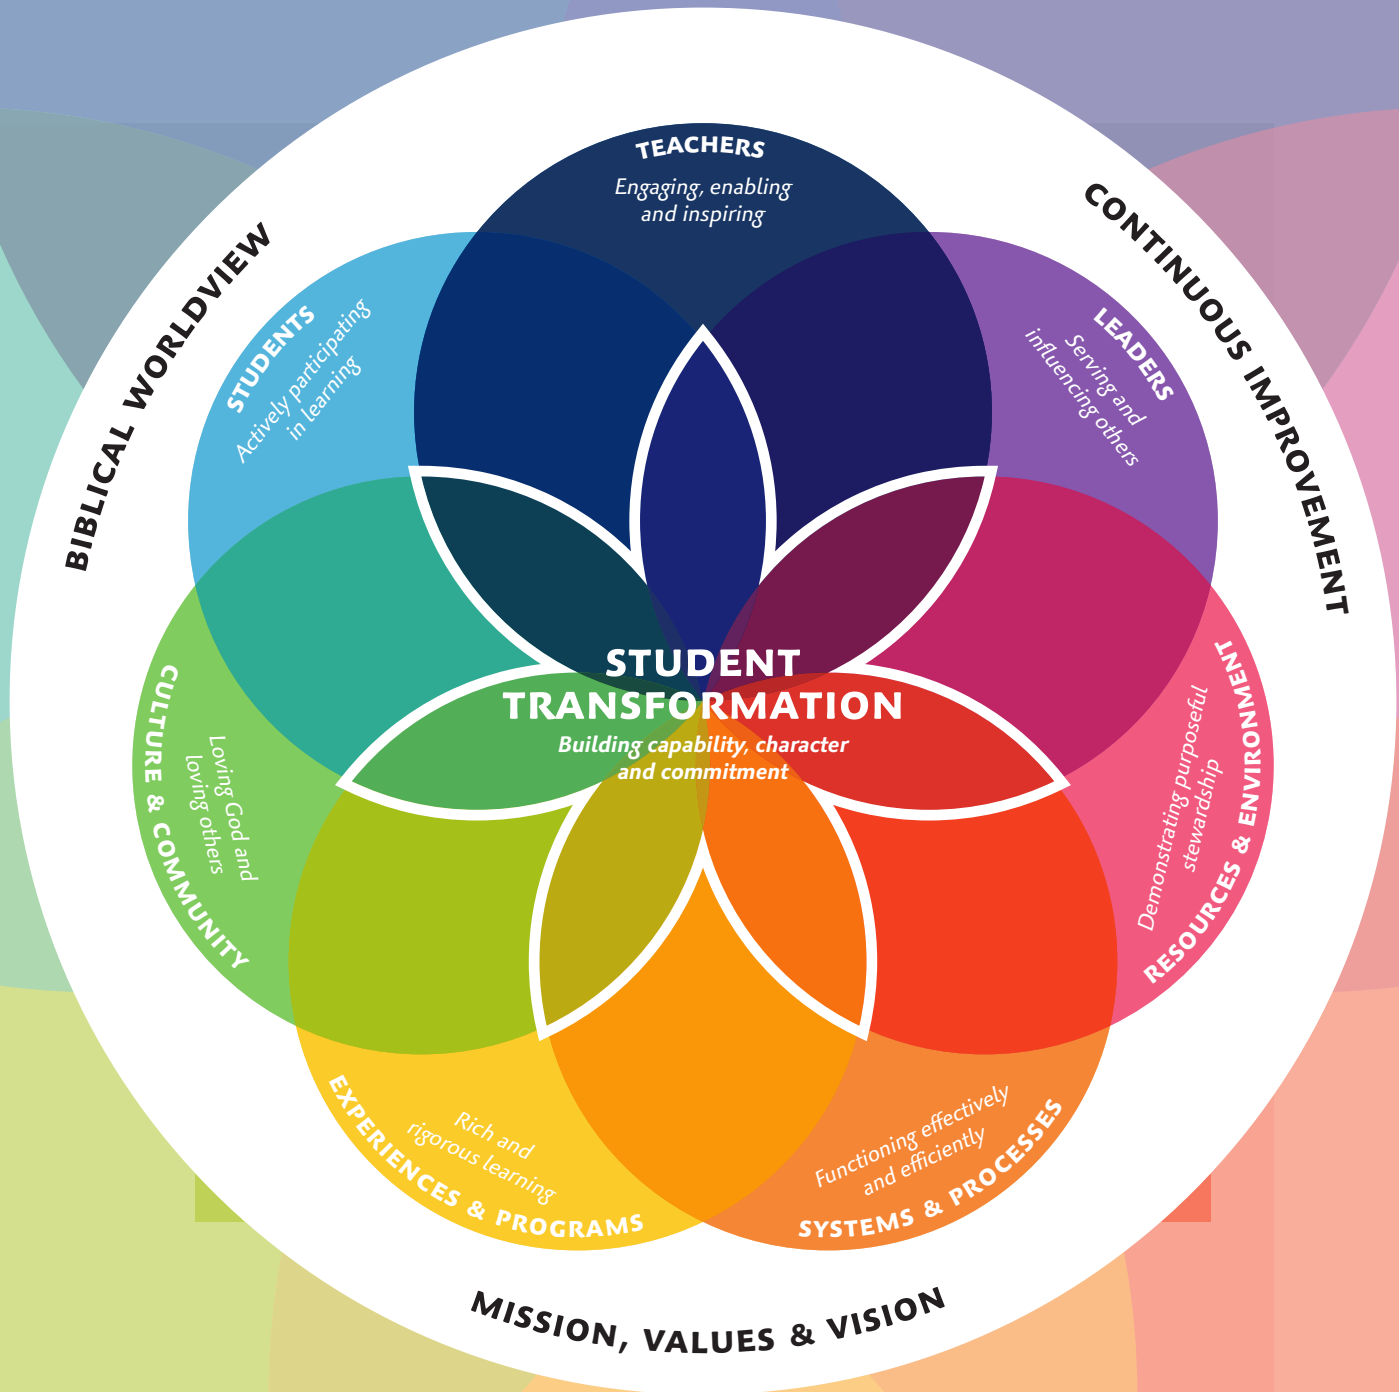 BIBLICAL WORLDVIEW
CONTINUOUS IMPROVEMENT
TEACHERS
Engaging, enabling
and inspiring
STUDENTS
Actively participating
in learning
LEADERS
Serving and
influencing others
CULTURE & COMMUNITY
Loving God and
loving others
STUDENT
TRANSFORMATION
Building capability, character
and commitment
RESOURCES & ENVIRONMENT
Demonstrating purposeful
stewardship
EXPERIENCES & PROGRAMS
Rich and
rigorous learning
SYSTEMS & PROCESSES
Functioning effectively
and efficiently
MISSION, VALUES & VISION